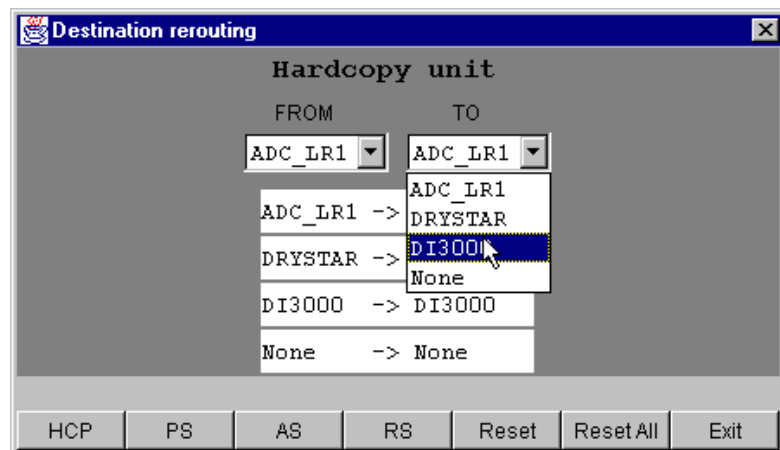 Destination rerouting
Hardcopy unit
FROM TO
ADC_LR1 ADC_LR1
ADC_LR1
ADC_LR1 -> DRYSTAR
DRYSTAR -> DI3000
None
DI3000 -> DI3000
None -> None
HCP PS AS RS Reset Reset All Exit